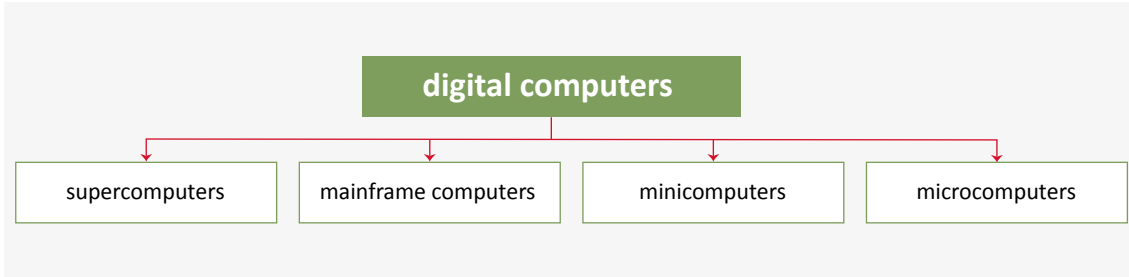 digital computers
supercomputers
mainframe computers
minicomputers
microcomputers